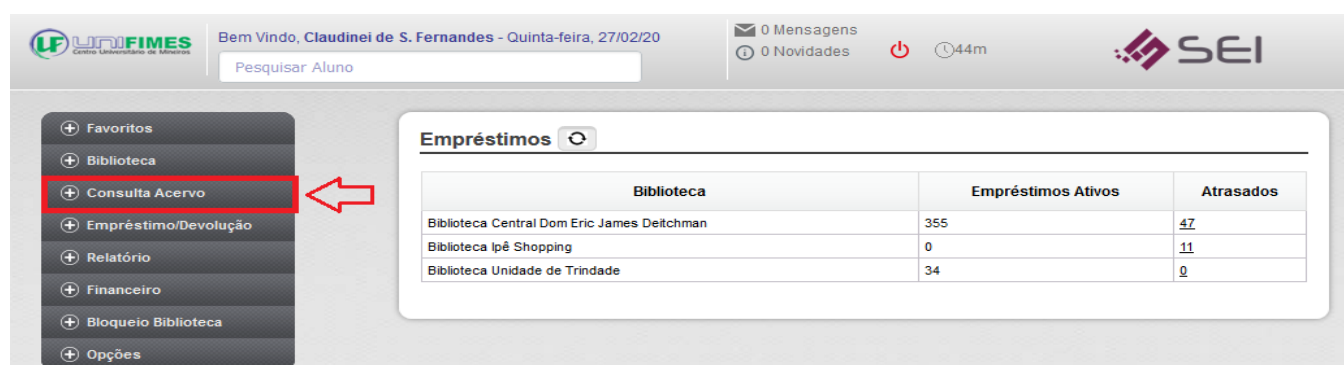 UNIFIMES
Centro Universitário de Mineiros
Bem Vindo, Claudinei de S. Fernandes - Quinta-feira, 27/02/20
Pesquisar Aluno
0 Mensagens
0 Novidades
44m
SEI
Favoritos
Biblioteca
Consulta Acervo
Empréstimo/Devolução
Relatório
Financeiro
Bloqueio Biblioteca
Opções
Empréstimos
Biblioteca Empréstimos Ativos Atrasados
Biblioteca Central Dom Eric James Deitchman 355 47
Biblioteca Ipê Shopping 0 11
Biblioteca Unidade de Trindade 34 0